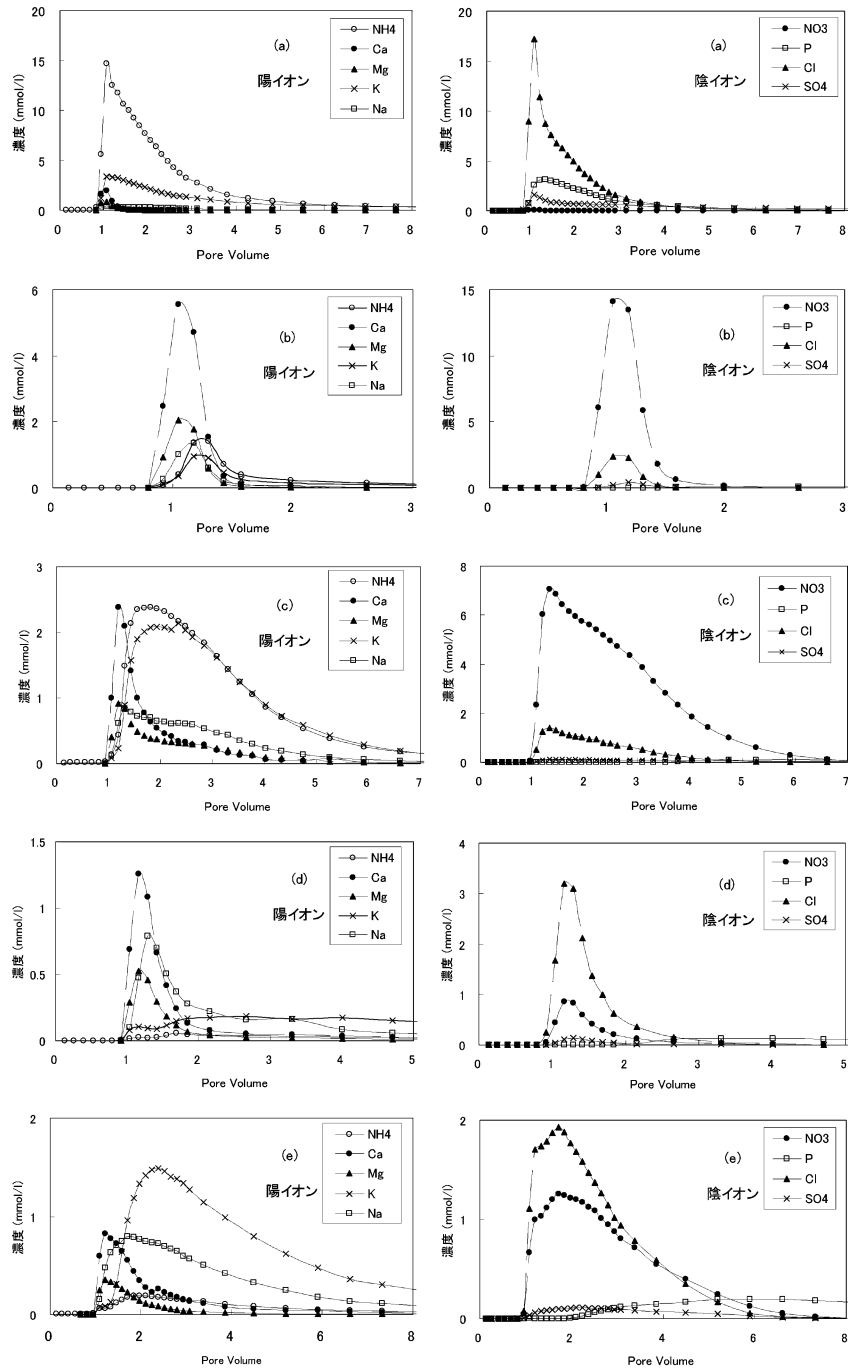 濃度 (mmol/l)
20
15
10
5
0
0 1 2 3 4 5 6 7 8
Pore Volume
(a)
陽イオン
NH4
Ca
Mg
K
Na
濃度 (mmol/l)
20
15
10
5
0
0 1 2 3 4 5 6 7 8
Pore volume
(a)
陰イオン
NO3
P
Cl
SO4
濃度 (mmol/l)
6
4
2
0
0 1 2 3
Pore Volume
(b)
陽イオン
NH4
Ca
Mg
K
Na
濃度 (mmol/l)
15
10
5
0
0 1 2 3
Pore Volune
(b)
陰イオン
NO3
P
Cl
SO4
濃度 (mmol/l)
3
2
1
0
0 1 2 3 4 5 6 7
Pore Volume
(c)
陽イオン
NH4
Ca
Mg
K
Na
濃度 (mmol/l)
8
6
4
2
0
0 1 2 3 4 5 6 7
Pore Volume
(c)
陰イオン
NO3
P
Cl
SO4
濃度 (mmol/l)
1.5
1
0.5
0
0 1 2 3 4 5
Pore Volume
(d)
陽イオン
NH4
Ca
Mg
K
Na
濃度 (mmol/l)
4
3
2
1
0
0 1 2 3 4 5
Pore Volume
(d)
陰イオン
NO3
P
Cl
SO4
濃度 (mmol/l)
2
1
0
0 2 4 6 8
Pore Volume
(e)
陽イオン
NH4
Ca
Mg
K
Na
濃度 (mmol/l)
2
1
0
0 2 4 6 8
Pore Volume
(e)
陰イオン
NO3
P
Cl
SO4